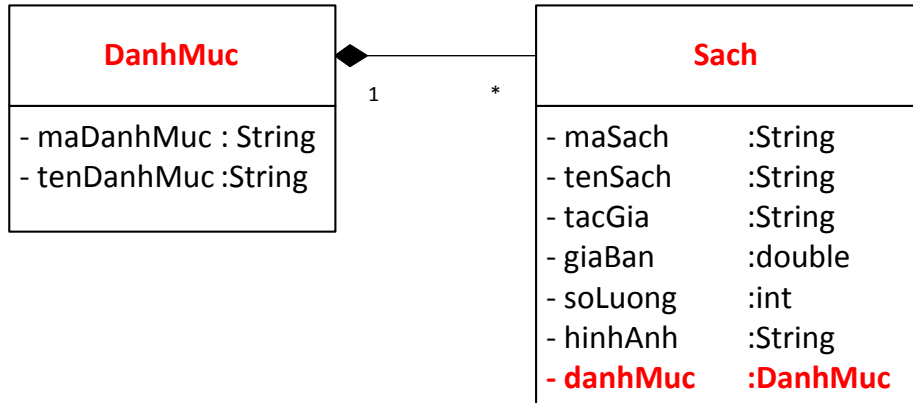 DanhMuc
- maDanhMuc : String
- tenDanhMuc :String
1
*
Sach
- maSach :String
- tenSach :String
- tacGia :String
- giaBan :double
- soLuong :int
- hinhAnh :String
- danhMuc :DanhMuc